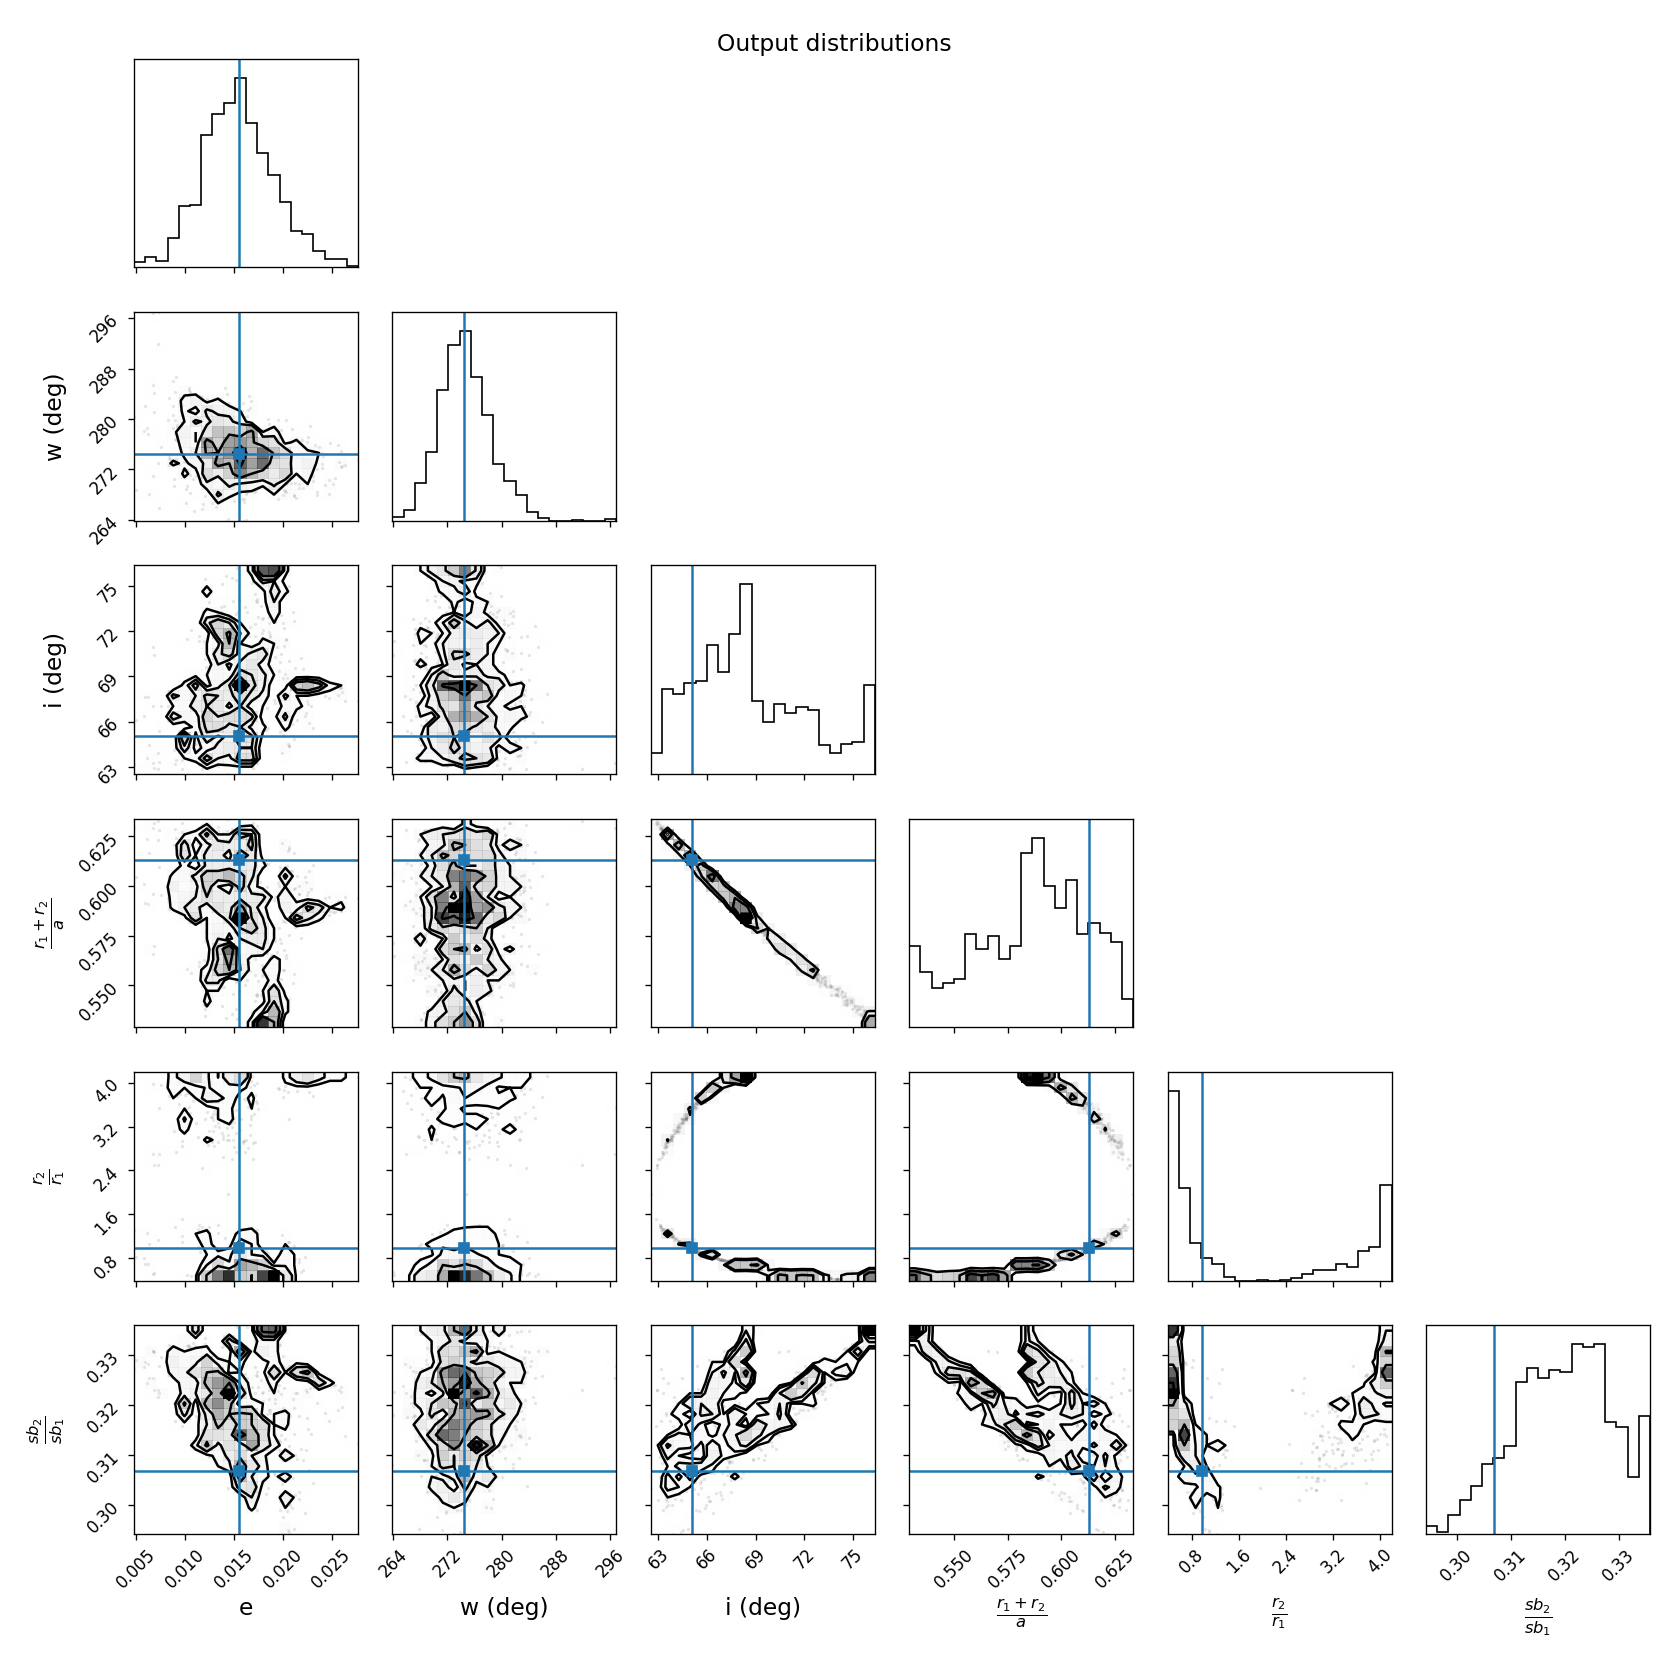 Output distributions
w (deg)
296
288
280
272
264
i (deg)
75
72
69
66
63
r₁ + r₂
a
0.625
0.600
0.575
0.550
r₂
r₁
4.0
3.2
2.4
1.6
0.8
sb₂
sb₁
0.33
0.32
0.31
0.30
0.005 0.010 0.015 0.020 0.025 264 272 280 288 296 63 66 69 72 75 0.550 0.575 0.600 0.625 0.8 1.6 2.4 3.2 4.0 0.30 0.31 0.32 0.33
e w (deg) i (deg) r₁ + r₂ / a r₂ / r₁ sb₂ / sb₁